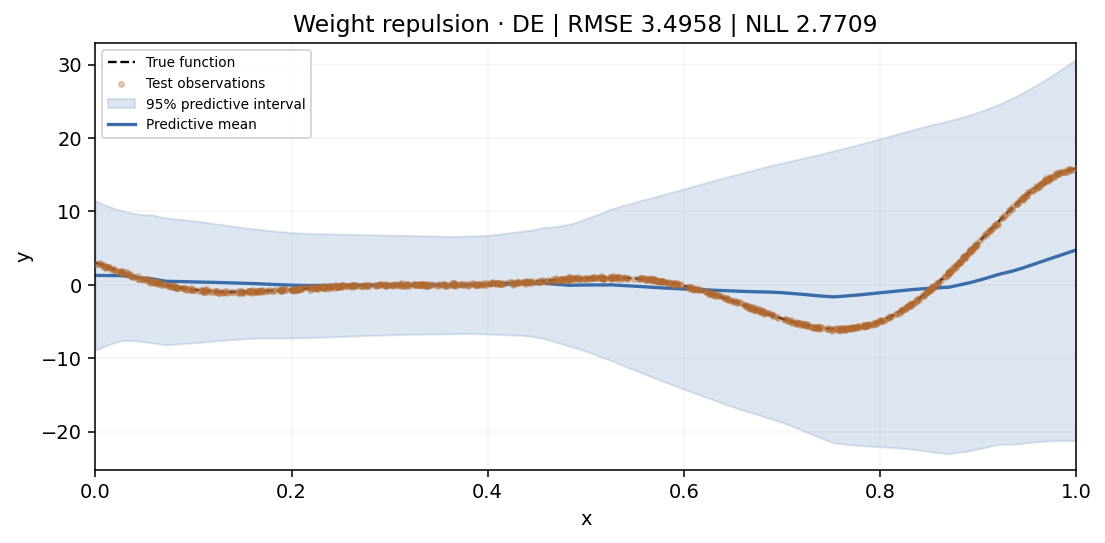 Weight repulsion · DE | RMSE 3.4958 | NLL 2.7709
True function
Test observations
95% predictive interval
Predictive mean
30
20
10
0
−10
−20
y
0.0 0.2 0.4 0.6 0.8 1.0
x